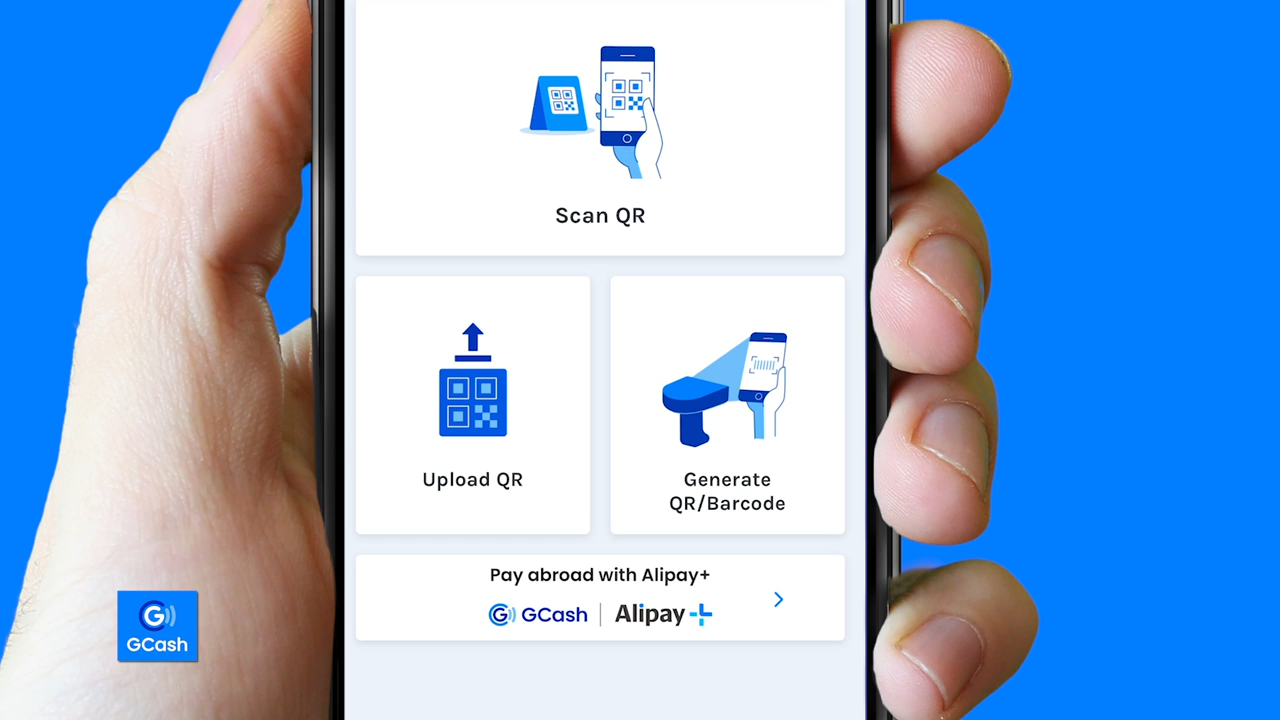 Scan QR
Upload QR
Generate
QR/Barcode
Pay abroad with Alipay+
GCash | Alipay+
GCash